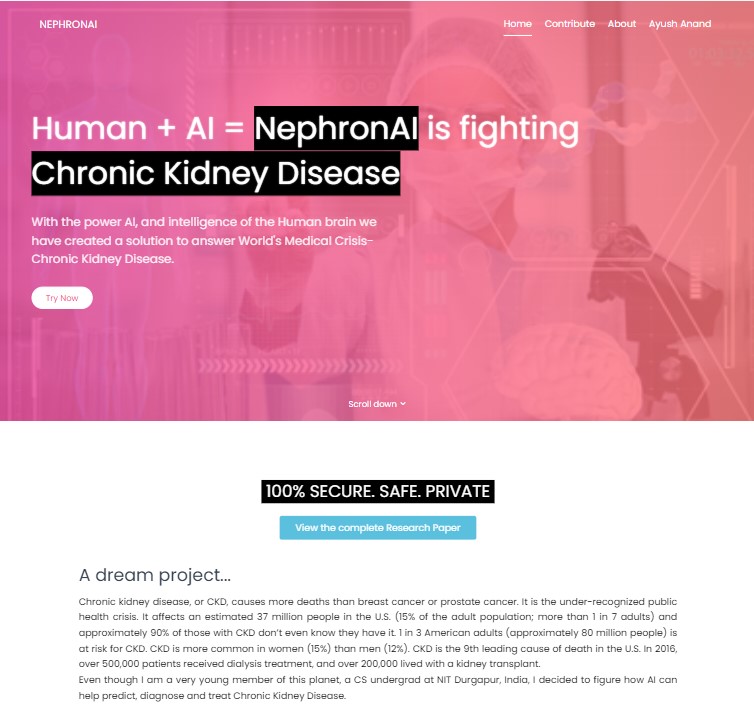 NEPHRONAI
Home Contribute About Ayush Anand
Human + AI = NephronAI is fighting
Chronic Kidney Disease
With the power AI, and intelligence of the Human brain we
have created a solution to answer World's Medical Crisis-
Chronic Kidney Disease.
Try Now
Scroll down
100% SECURE. SAFE. PRIVATE
View the complete Research Paper
A dream project...
Chronic kidney disease, or CKD, causes more deaths than breast cancer or prostate cancer. It is the under-recognized public
health crisis. It affects an estimated 37 million people in the U.S. (15% of the adult population; more than 1 in 7 adults) and
approximately 90% of those with CKD don't even know they have it. 1 in 3 American adults (approximately 80 million people) is
at risk for CKD. CKD is more common in women (15%) than men (12%). CKD is the 9th leading cause of death in the U.S. In 2016,
over 500,000 patients received dialysis treatment, and over 200,000 lived with a kidney transplant.
Even though I am a very young member of this planet, a CS undergrad at NIT Durgapur, India, I decided to figure how AI can
help predict, diagnose and treat Chronic Kidney Disease.